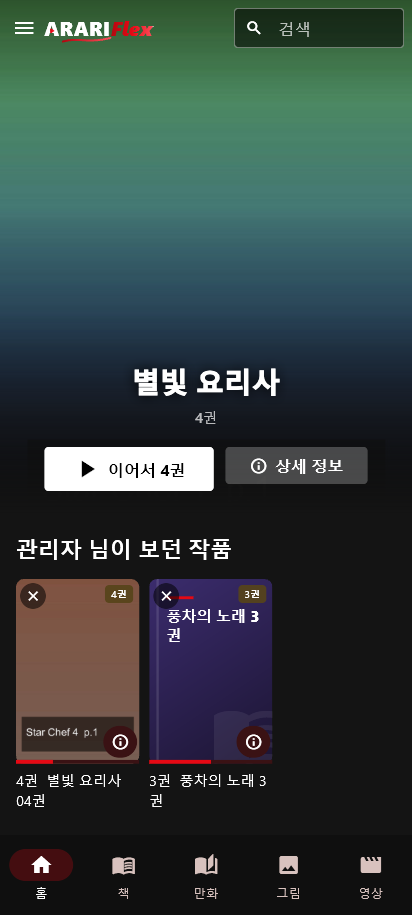 ARARIFlex
검색
별빛 요리사
4권
이어서 4권
상세 정보
관리자 님이 보던 작품
4권
Star Chef 4 p.1
3권
풍차의 노래 3
권
4권 별빛 요리사
04권
3권 풍차의 노래 3
권
홈
책
만화
그림
영상